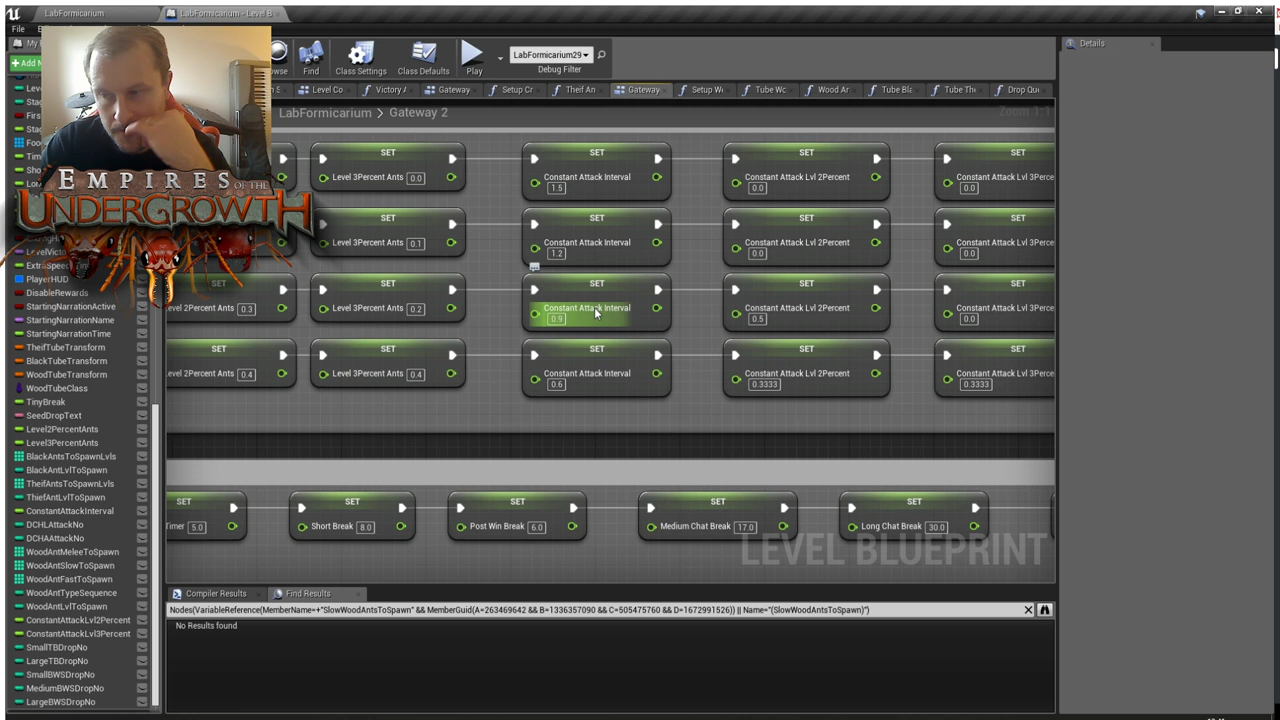 LabFormicarium
LabFormicarium - Level B
File
Find
Class Settings
Class Defaults
Play
LabFormicarium29
Debug Filter
Details
Level Co
Victory A
Gateway
Setup Cr
Theif An
Gateway
Setup We
Tube Wo
Wood Ar
Tube Bla
Tube The
Drop Que
LabFormicarium > Gateway 2
Zoom 1:1
EMPIRES OF THE
UNDERGROWTH
SET
Level 3Percent Ants 0.0
SET
Constant Attack Interval
1.5
SET
Constant Attack Lvl 2Percent
0.0
SET
Constant Attack Lvl 3Perce
0.0
Level 3Percent Ants 0.1
SET
Constant Attack Interval
1.2
SET
Constant Attack Lvl 2Percent
0.0
SET
Constant Attack Lvl 3Perce
0.0
SET
Level 2Percent Ants 0.3
SET
Level 3Percent Ants 0.2
SET
Constant Attack Interval
0.9
SET
Constant Attack Lvl 2Percent
0.5
SET
Constant Attack Lvl 3Perce
0.0
SET
Level 2Percent Ants 0.4
SET
Level 3Percent Ants 0.4
SET
Constant Attack Interval
0.6
SET
Constant Attack Lvl 2Percent
0.3333
SET
Constant Attack Lvl 3Perce
0.3333
SET
Timer 5.0
SET
Short Break 8.0
SET
Post Win Break 6.0
SET
Medium Chat Break 17.0
SET
Long Chat Break 30.0
LEVEL BLUEPRINT
PlayerHUD
DisableRewards
StartingNarrationActive
StartingNarrationName
StartingNarrationTime
TheifTubeTransform
BlackTubeTransform
WoodTubeTransform
WoodTubeClass
TinyBreak
SeedDropText
Level2PercentAnts
Level3PercentAnts
BlackAntsToSpawnLvls
BlackAntLvlToSpawn
TheifAntsToSpawnLvls
ThiefAntLvlToSpawn
ConstantAttackInterval
DCHLAttackNo
DCHAAttackNo
WoodAntMeleeToSpawn
WoodAntSlowToSpawn
WoodAntFastToSpawn
WoodAntTypeSequence
WoodAntLvlToSpawn
ConstantAttackLvl2Percent
ConstantAttackLvl3Percent
SmallTBDropNo
LargeTBDropNo
SmallBWSDropNo
MediumBWSDropNo
LargeBWSDropNo
Compiler Results
Find Results
Nodes(VariableReference(MemberName=+"SlowWoodAntsToSpawn" && MemberGuid(A=263469642 && B=1336357090 && C=505475760 && D=1672991526)) || Name="(SlowWoodAntsToSpawn)")
No Results found